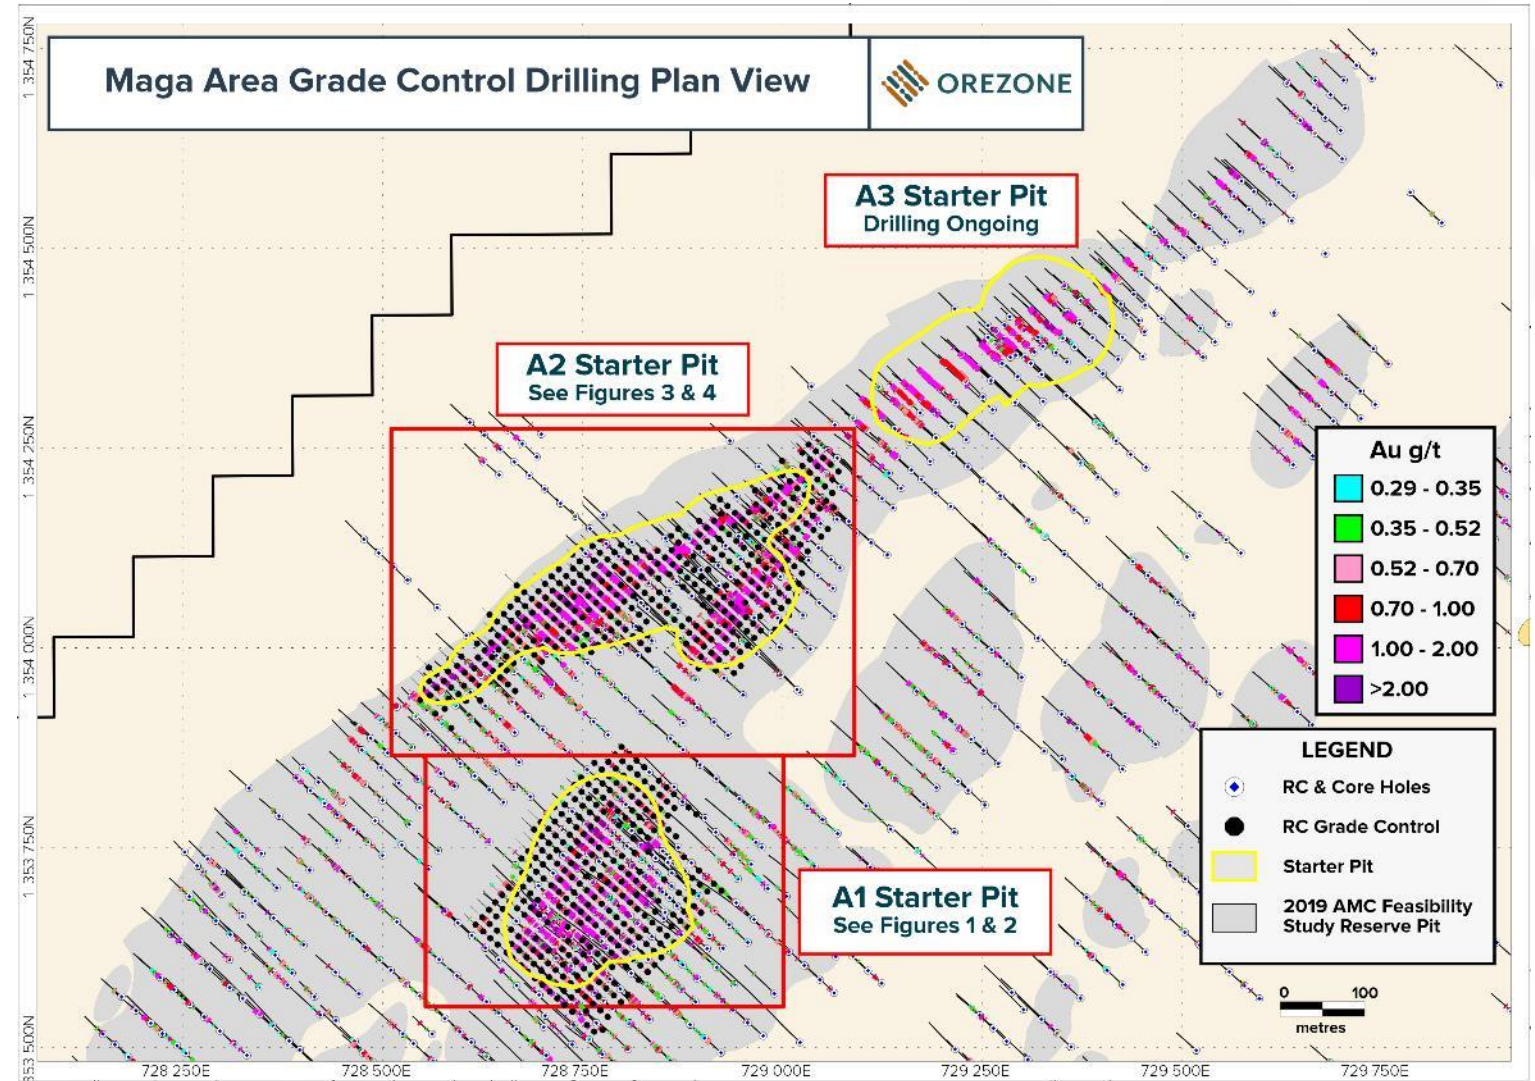 Maga Area Grade Control Drilling Plan View
OREZONE
A3 Starter Pit
Drilling Ongoing
A2 Starter Pit
See Figures 3 & 4
A1 Starter Pit
See Figures 1 & 2
Au g/t
0.29 - 0.35
0.35 - 0.52
0.52 - 0.70
0.70 - 1.00
1.00 - 2.00
>2.00
LEGEND
RC & Core Holes
RC Grade Control
Starter Pit
2019 AMC Feasibility
Study Reserve Pit
0 100
metres
1 354 750N
1 354 500N
1 354 250N
1 354 000N
1 353 750N
353 500N
728 250E
728 500E
728 750E
729 000E
729 250E
729 500E
729 750E